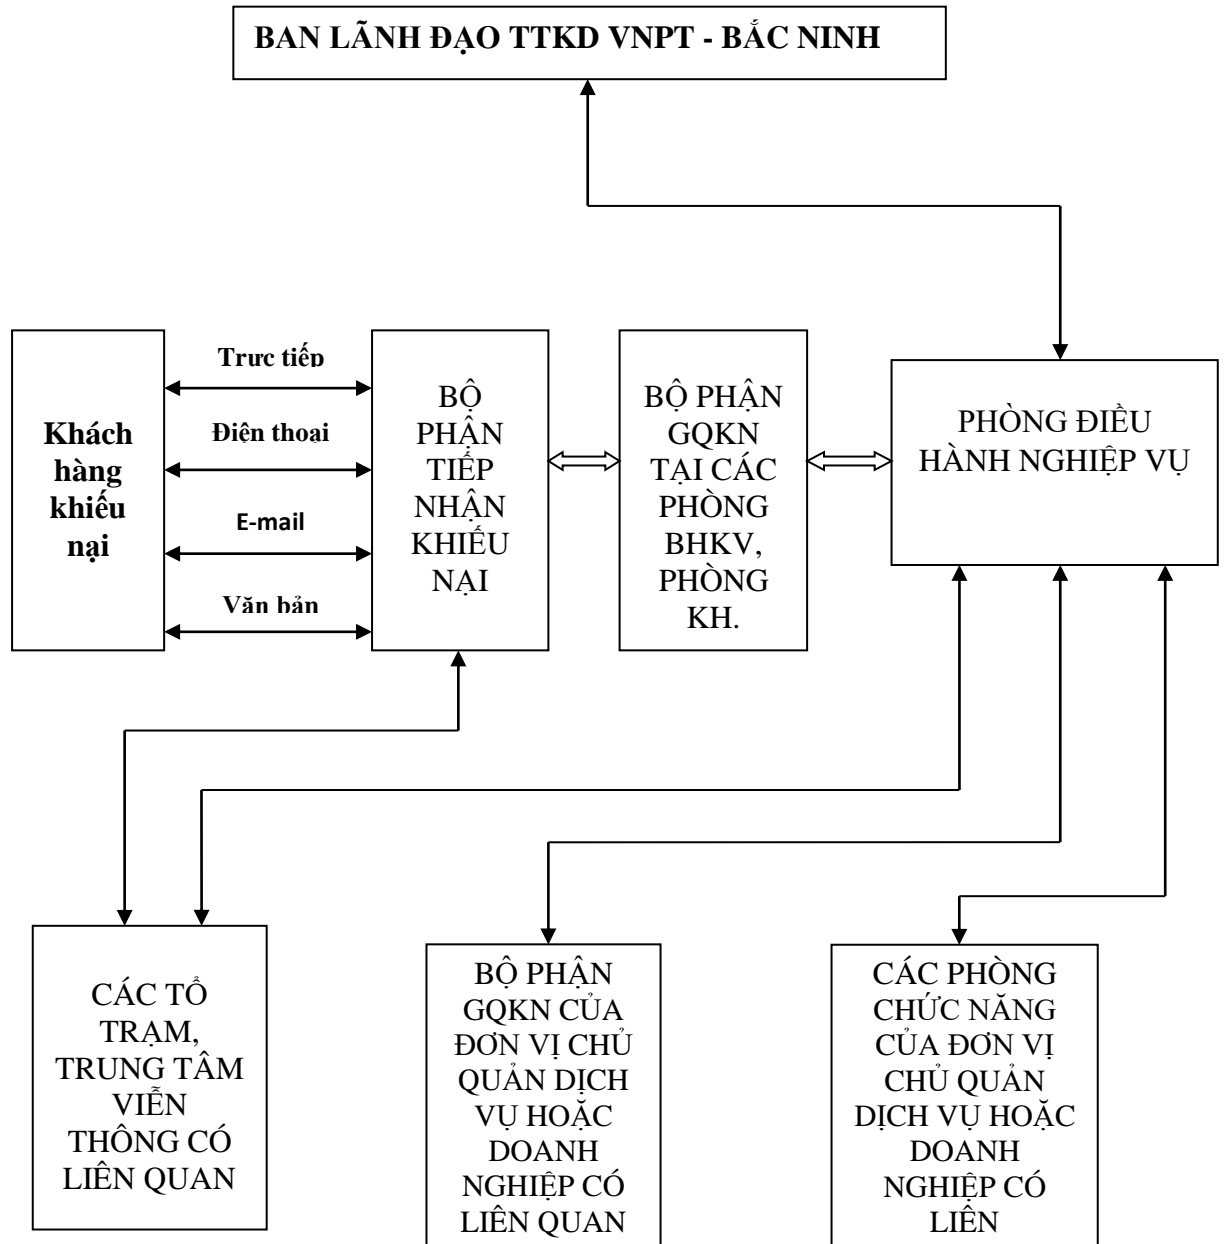 BAN LÃNH ĐẠO TTKD VNPT - BẮC NINH
Khách
hàng
khiếu
nại
Trực tiếp
Điện thoại
E-mail
Văn bản
BỘ
PHẬN
TIẾP
NHẬN
KHIẾU
NẠI
BỘ PHẬN
GQKN
TẠI CÁC
PHÒNG
BHKV,
PHÒNG
KH.
PHÒNG ĐIỀU
HÀNH NGHIỆP VỤ
CÁC TỔ
TRẠM,
TRUNG TÂM
VIỄN
THÔNG CÓ
LIÊN QUAN
BỘ PHẬN
GQKN CỦA
ĐƠN VỊ CHỦ
QUẢN DỊCH
VỤ HOẶC
DOANH
NGHIỆP CÓ
LIÊN QUAN
CÁC PHÒNG
CHỨC NĂNG
CỦA ĐƠN VỊ
CHỦ QUẢN
DỊCH VỤ HOẶC
DOANH
NGHIỆP CÓ
LIÊN